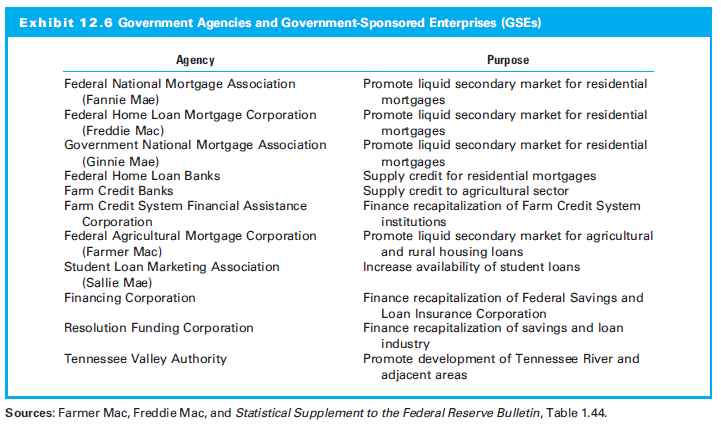 Exhibit 12.6 Government Agencies and Government-Sponsored Enterprises (GSEs)
Agency Purpose
Federal National Mortgage Association Promote liquid secondary market for residential
(Fannie Mae) mortgages
Federal Home Loan Mortgage Corporation Promote liquid secondary market for residential
(Freddie Mac) mortgages
Government National Mortgage Association Promote liquid secondary market for residential
(Ginnie Mae) mortgages
Federal Home Loan Banks Supply credit for residential mortgages
Farm Credit Banks Supply credit to agricultural sector
Farm Credit System Financial Assistance Finance recapitalization of Farm Credit System
Corporation institutions
Federal Agricultural Mortgage Corporation Promote liquid secondary market for agricultural
(Farmer Mac) and rural housing loans
Student Loan Marketing Association Increase availability of student loans
(Sallie Mae)
Financing Corporation Finance recapitalization of Federal Savings and
Loan Insurance Corporation
Resolution Funding Corporation Finance recapitalization of savings and loan
industry
Tennessee Valley Authority Promote development of Tennessee River and
adjacent areas
Sources: Farmer Mac, Freddie Mac, and Statistical Supplement to the Federal Reserve Bulletin, Table 1.44.